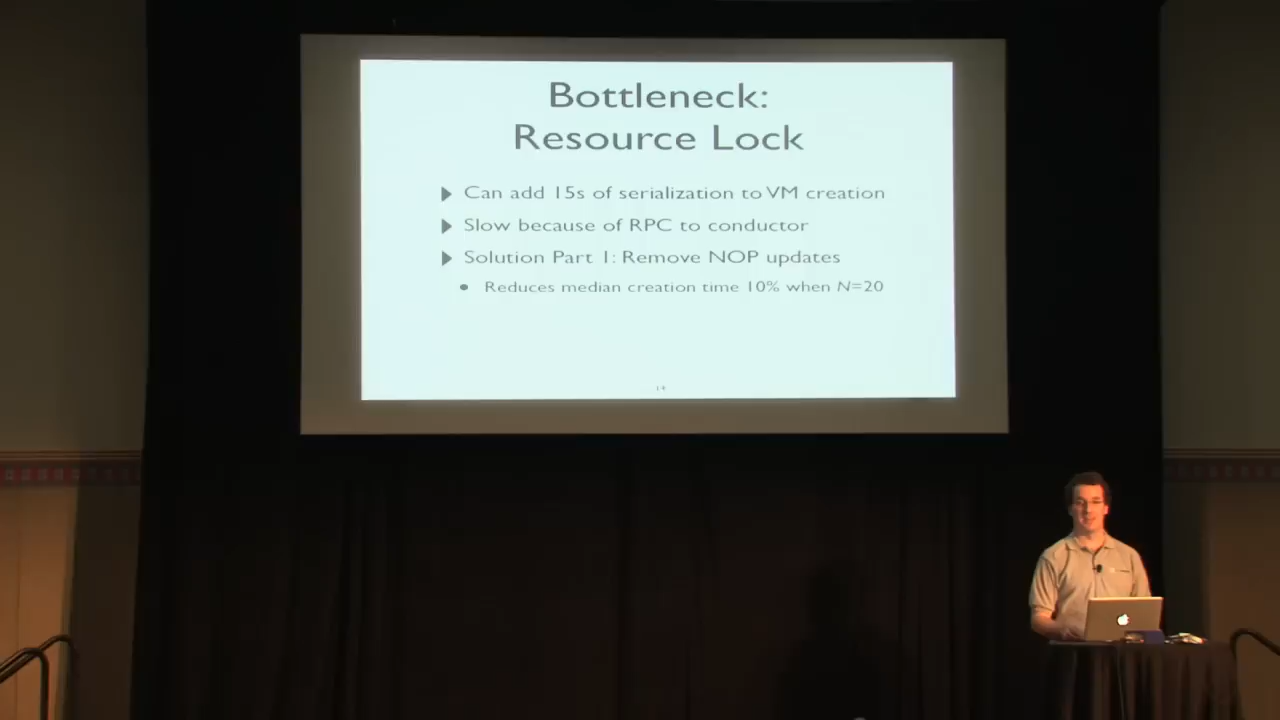 Bottleneck:
Resource Lock
Can add 15s of serialization to VM creation
Slow because of RPC to conductor
Solution Part 1: Remove NOP updates
Reduces median creation time 10% when N=20
14